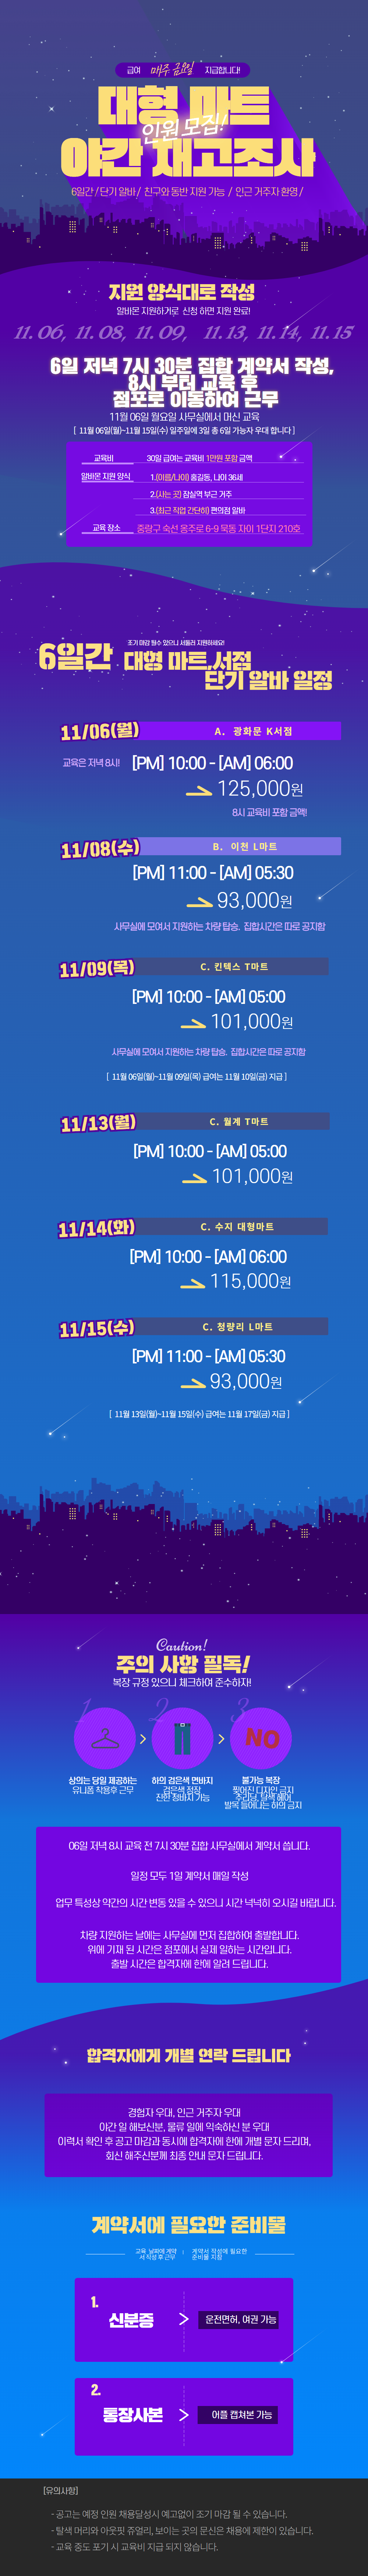 급여 매주 금요일 지급합니다!
대형 마트
인원 모집!
야간 재고조사
6일간 / 단기 알바 / 친구와 동반 지원 가능 / 인근 거주자 환영 /
지원 양식대로 작성
알바몬 지원하거로 신청 하면 지원 완료!
11. 06, 11. 08, 11. 09, 11.13, 11.14, 11.15
6일 저녁 7시 30분 집합 계약서 작성,
8시 부터 교육 후
점포로 이동하여 근무
11월 06일 월요일 사무실에서 머신 교육
[ 11월 06일(월)~11월 15일(수) 일주일에 3일 총 6일 가능자 우대 합니다 ]
교육비 30일 급여는 교육비 1만원 포함 금액
알바몬 지원 양식 1.(이름/나이) 홍길동, 나이 36세
2.(사는 곳) 잠실역 부근 거주
3.(최근 직업 간단히) 편의점 알바
교육 장소 중랑구 숙선 옹주로 6-9 묵동 자이 1단지 210호
조기 마감 될수 있으니 서둘러 지원하세요!
6일간 대형 마트,서점
단기 알바 일정
11/06(월) A. 광화문 K서점
교육은 저녁 8시! [PM] 10:00 - [AM] 06:00
125,000원
8시 교육비 포함 금액!
11/08(수) B. 이천 L마트
[PM] 11:00 - [AM] 05:30
93,000원
사무실에 모여서 지원하는 차량 탑승. 집합시간은 따로 공지함
11/09(목) C. 킨텍스 T마트
[PM] 10:00 - [AM] 05:00
101,000원
사무실에 모여서 지원하는 차량 탑승. 집합시간은 따로 공지함
[ 11월 06일(월)~11월 09일(목) 급여는 11월 10일(금) 지급 ]
11/13(월) C. 월계 T마트
[PM] 10:00 - [AM] 05:00
101,000원
11/14(화) C. 수지 대형마트
[PM] 10:00 - [AM] 06:00
115,000원
11/15(수) C. 청량리 L마트
[PM] 11:00 - [AM] 05:30
93,000원
[ 11월 13일(월)~11월 15일(수) 급여는 11월 17일(금) 지급 ]
Caution!
주의 사항 필독!
복장 규정 있으니 체크하여 준수하자!
1 2 3
NO
상의는 당일 제공하는
유니폼 착용후 근무
하의 검은색 면바지
검은색 정장
진한 청바지 가능
불가능 복장
찢어진 디자인 금지
추리닝, 탈색 헤어
발목 들어나는 하의 금지
06일 저녁 8시 교육 전 7시 30분 집합 사무실에서 계약서 씁니다.
일정 모두 1일 계약서 매일 작성
업무 특성상 약간의 시간 변동 있을 수 있으니 시간 넉넉히 오시길 바랍니다.
차량 지원하는 날에는 사무실에 먼저 집합하여 출발합니다.
위에 기재 된 시간은 점포에서 실제 일하는 시간입니다.
출발 시간은 합격자에 한에 알려 드립니다.
합격자에게 개별 연락 드립니다
경험자 우대, 인근 거주자 우대
야간 일 해보신분, 물류 일에 익숙하신 분 우대
이력서 확인 후 공고 마감과 동시에 합격자에 한에 개별 문자 드리며,
회신 해주신분께 최종 안내 문자 드립니다.
계약서에 필요한 준비물
교육 날짜에 계약
서 작성 후 근무
계약서 작성에 필요한
준비물 지침
1.
신분증
운전면허, 여권 가능
2.
통장사본
어플 캡쳐본 가능
[유의사항]
- 공고는 예정 인원 채용달성시 예고없이 조기 마감 될 수 있습니다.
- 탈색 머리와 아웃핏 쥬얼리, 보이는 곳의 문신은 채용에 제한이 있습니다.
- 교육 중도 포기 시 교육비 지급 되지 않습니다.